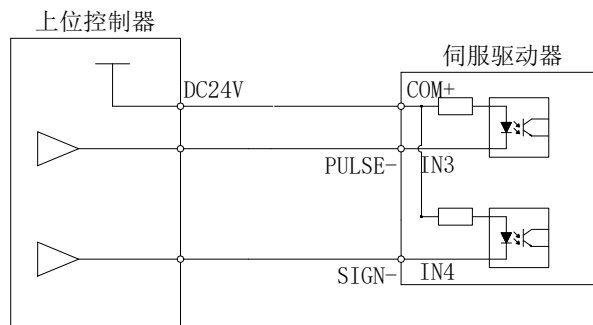 上位控制器
伺服驱动器
DC24V
COM+
PULSE-
IN3
SIGN-
IN4